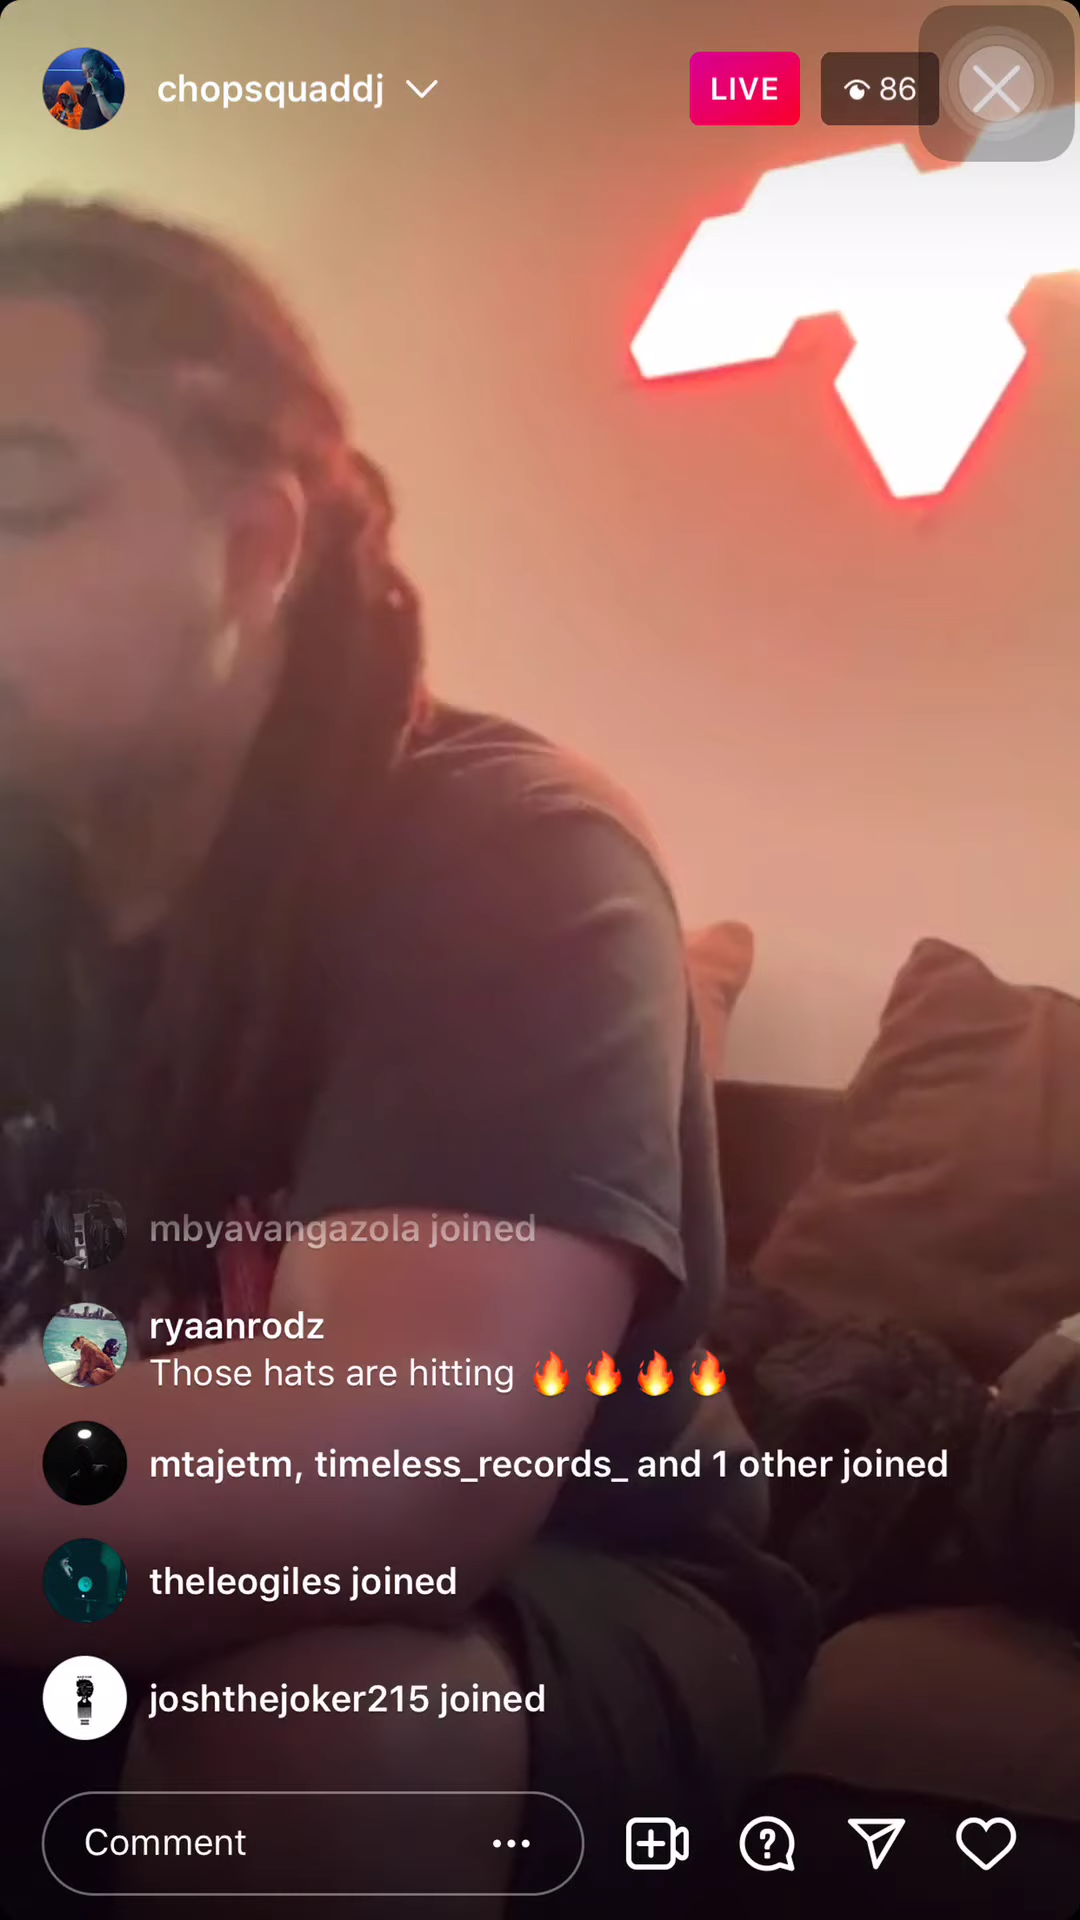 chopsquaddj
LIVE
86
mbyavangazola joined
ryaanrodz
Those hats are hitting 🔥🔥🔥🔥
mtajetm, timeless_records_ and 1 other joined
theleogiles joined
joshthejoker215 joined
Comment